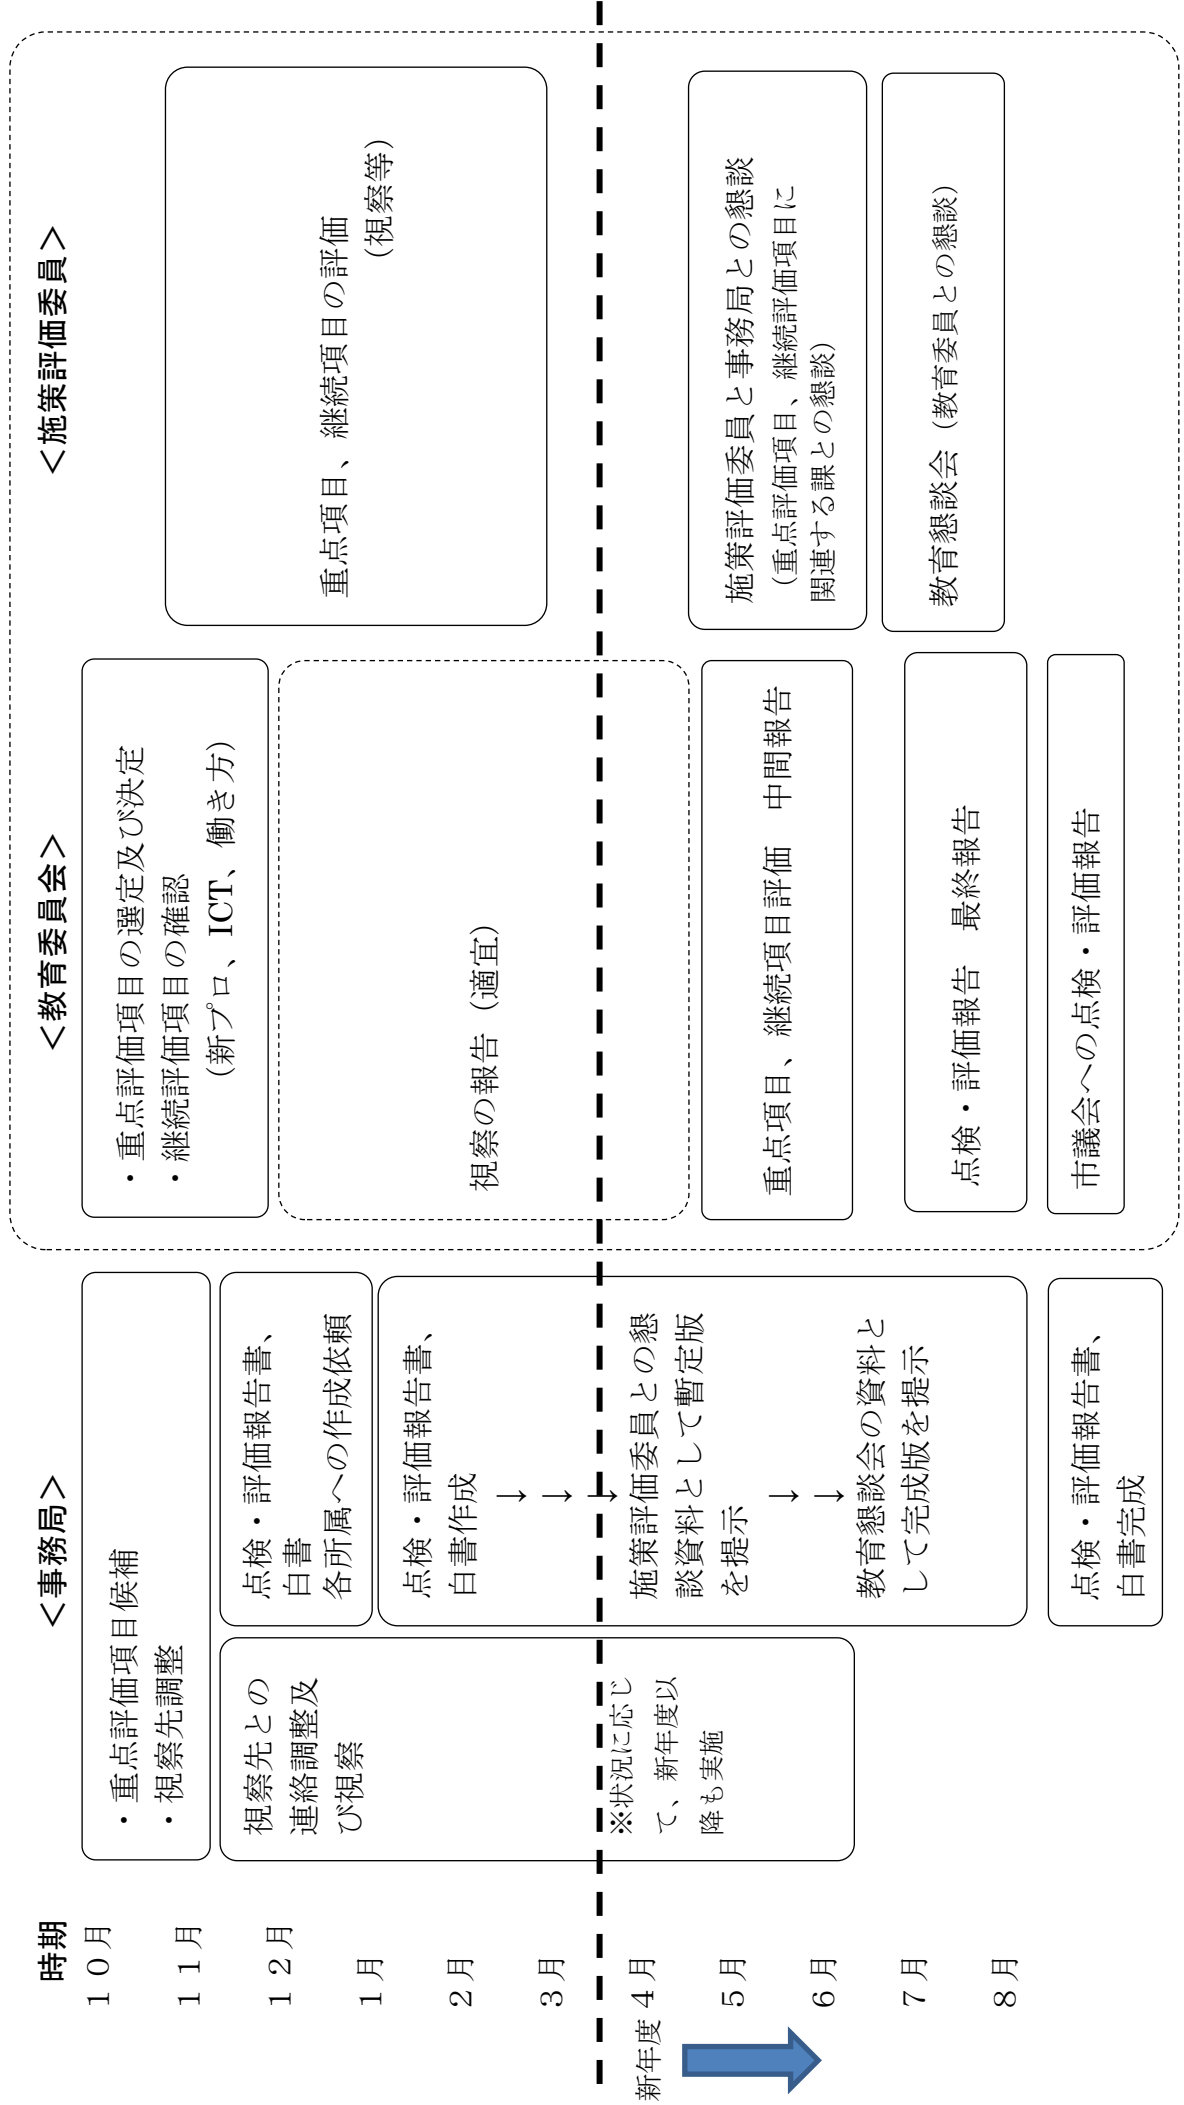 時期
＜事務局＞
＜教育委員会＞
＜施策評価委員＞
１０月
１１月
１２月
１月
２月
３月
新年度 ４月
５月
６月
７月
８月
・重点評価項目候補
・視察先調整
視察先との
連絡調整及
び視察
※状況に応じ
て、新年度以
降も実施
点検・評価報告書、
白書
各所属への作成依頼
点検・評価報告書、
白書作成
↓
↓
↓
施策評価委員との懇
談資料として暫定版
を提示
↓
↓
教育懇談会の資料と
して完成版を提示
点検・評価報告書、
白書完成
・重点評価項目の選定及び決定
・継続評価項目の確認
（新プロ、ICT、働き方）
視察の報告（適宜）
重点項目、継続項目評価　中間報告
点検・評価報告　最終報告
市議会への点検・評価報告
重点項目、継続項目の評価
（視察等）
施策評価委員と事務局との懇談
（重点評価項目、継続評価項目に
関連する課との懇談）
教育懇談会（教育委員との懇談）